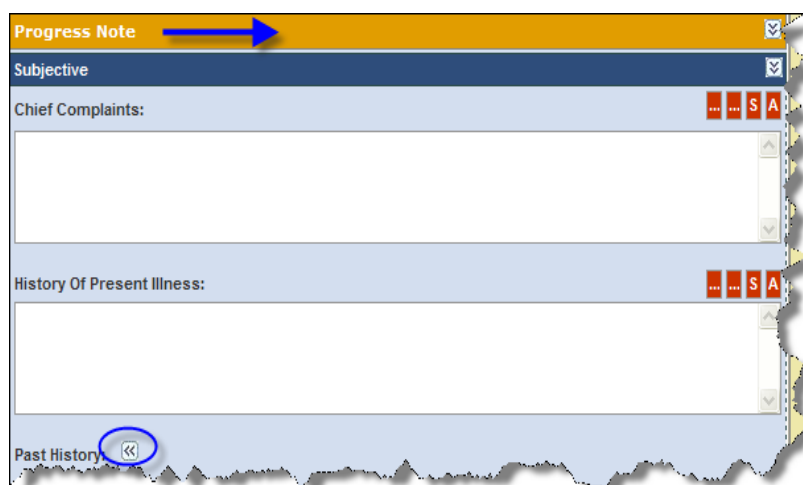 Progress Note
Subjective
Chief Complaints:
... ... S A
History Of Present Illness:
... ... S A
Past History: